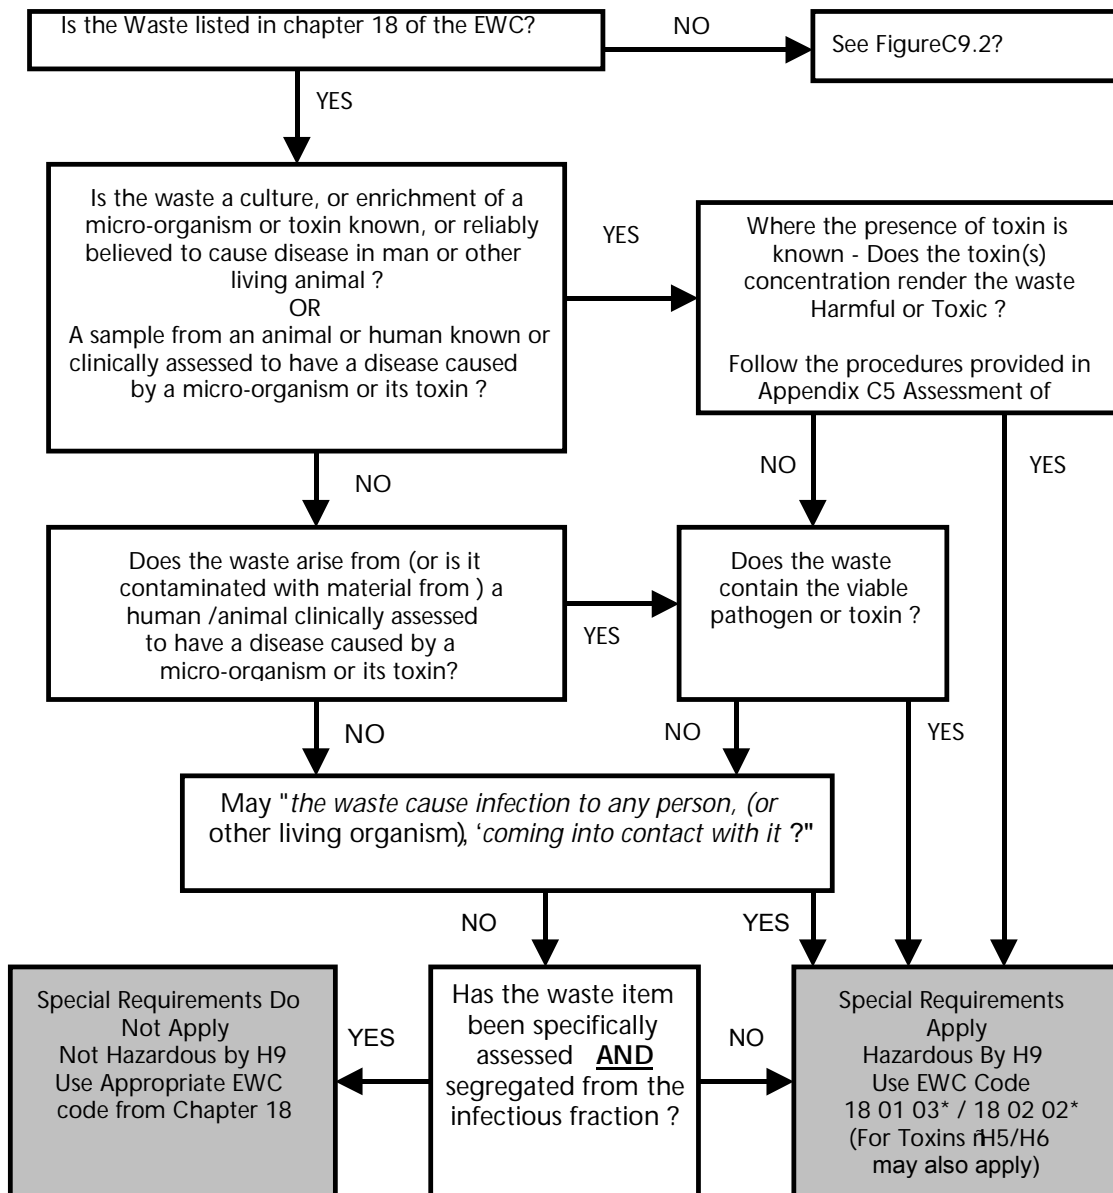 Is the Waste listed in chapter 18 of the EWC?
NO
See FigureC9.2?
YES
Is the waste a culture, or enrichment of a
micro-organism or toxin known, or reliably
believed to cause disease in man or other
living animal ?
OR
A sample from an animal or human known or
clinically assessed to have a disease caused
by a micro-organism or its toxin ?
YES
Where the presence of toxin is
known - Does the toxin(s)
concentration render the waste
Harmful or Toxic ?
Follow the procedures provided in
Appendix C5 Assessment of
NO
NO
YES
Does the waste arise from (or is it
contaminated with material from ) a
human /animal clinically assessed
to have a disease caused by a
micro-organism or its toxin?
YES
Does the waste
contain the viable
pathogen or toxin ?
NO
NO
YES
May "the waste cause infection to any person, (or
other living organism), ‘coming into contact with it ?"
NO
YES
Special Requirements Do
Not Apply
Not Hazardous by H9
Use Appropriate EWC
code from Chapter 18
YES
Has the waste item
been specifically
assessed AND
segregated from the
infectious fraction ?
NO
Special Requirements
Apply
Hazardous By H9
Use EWC Code
18 01 03* / 18 02 02*
(For Toxins ñH5/H6
may also apply)